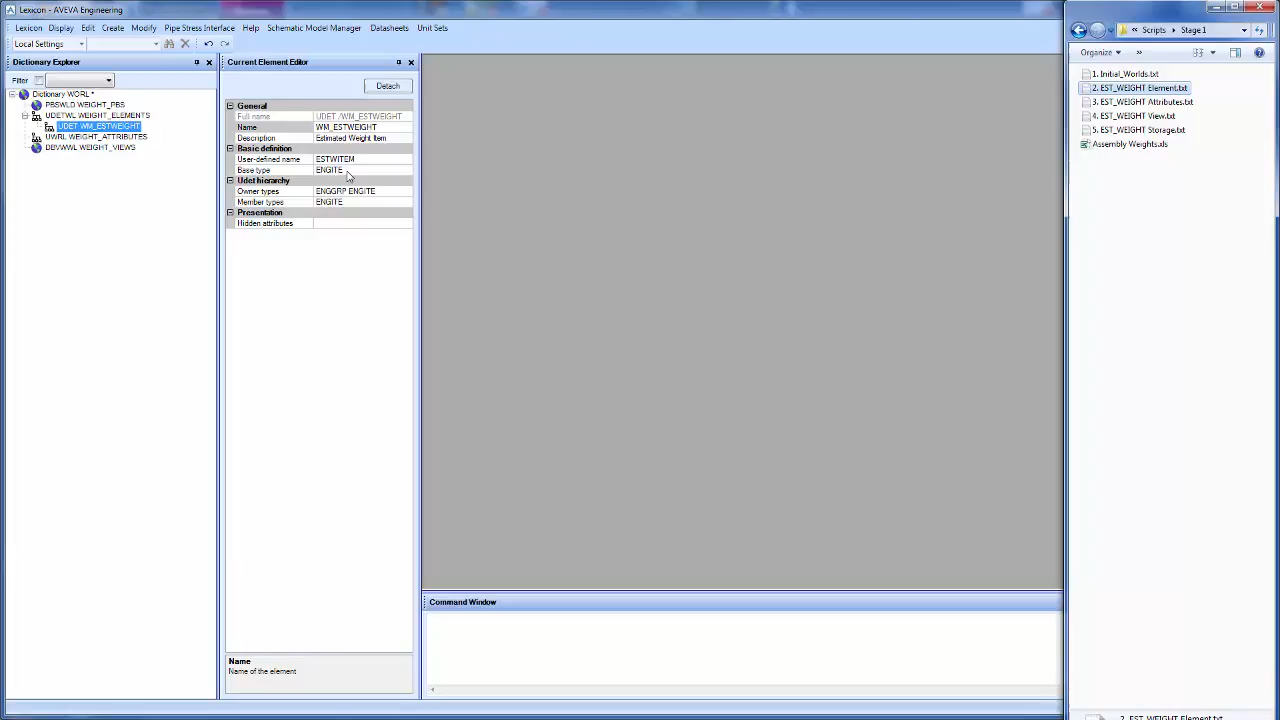 Lexicon - AVEVA Engineering
Lexicon Display Edit Create Modify Pipe Stress Interface Help Schematic Model Manager Datasheets Unit Sets
Local Settings
Dictionary Explorer
Filter
Dictionary WORL *
PBSWLD WEIGHT_PBS
UDETWL WEIGHT_ELEMENTS
UDET WM_ESTWEIGHT
UWRL WEIGHT_ATTRIBUTES
DBVWWL WEIGHT_VIEWS
Current Element Editor
Detach
General
Full name UDET /WM_ESTWEIGHT
Name WM_ESTWEIGHT
Description Estimated Weight Item
Basic definition
User-defined name ESTWITEM
Base type ENGITE
Udet hierarchy
Owner types ENGGRP ENGITE
Member types ENGITE
Presentation
Hidden attributes
Name
Name of the element
Command Window
« Scripts Stage1
Organize »
1. Initial_Worlds.txt
2. EST_WEIGHT Element.txt
3. EST_WEIGHT Attributes.txt
4. EST_WEIGHT View.txt
5. EST_WEIGHT Storage.txt
Assembly Weights.xls
2. EST_WEIGHT Element.txt